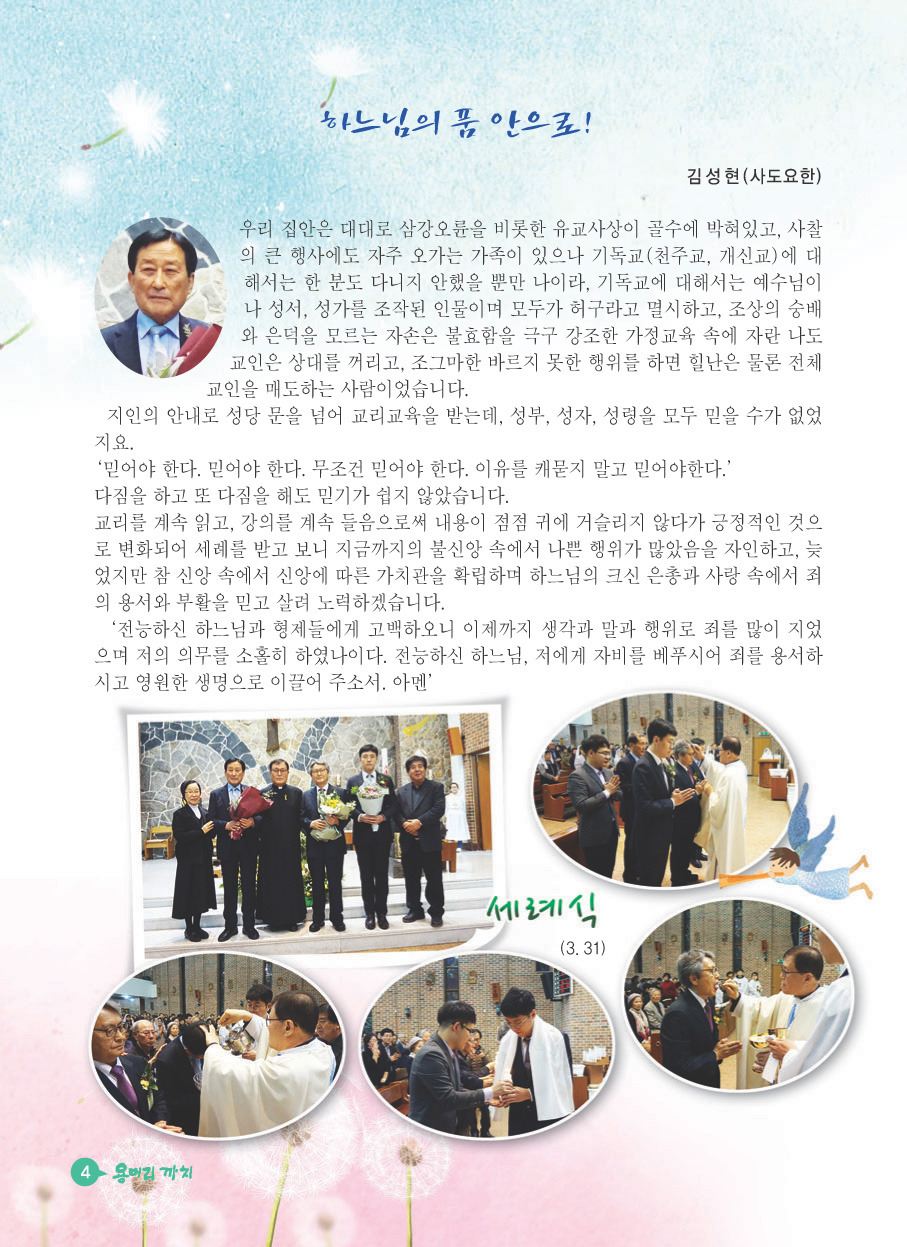 하느님의 품 안으로!
김성현(사도요한)
우리 집안은 대대로 삼강오륜을 비롯한 유교사상이 골수에 박혀있고, 사찰
의 큰 행사에도 자주 오가는 가족이 있으나 기독교(천주교, 개신교)에 대
해서는 한 분도 다니지 안했을 뿐만 나이라, 기독교에 대해서는 예수님이
나 성서, 성가를 조작된 인물이며 모두가 허구라고 멸시하고, 조상의 숭배
와 은덕을 모르는 자손은 불효함을 극구 강조한 가정교육 속에 자란 나도
교인은 상대를 꺼리고, 조그마한 바르지 못한 행위를 하면 힐난은 물론 전체
교인을 매도하는 사람이었습니다.
지인의 안내로 성당 문을 넘어 교리교육을 받는데, 성부, 성자, 성령을 모두 믿을 수가 없었
지요.
‘믿어야 한다. 믿어야 한다. 무조건 믿어야 한다. 이유를 캐묻지 말고 믿어야한다.’
다짐을 하고 또 다짐을 해도 믿기가 쉽지 않았습니다.
교리를 계속 읽고, 강의를 계속 들음으로써 내용이 점점 귀에 거슬리지 않다가 긍정적인 것으
로 변화되어 세례를 받고 보니 지금까지의 불신앙 속에서 나쁜 행위가 많았음을 자인하고, 늦
었지만 참 신앙 속에서 신앙에 따른 가치관을 확립하며 하느님의 크신 은총과 사랑 속에서 죄
의 용서와 부활을 믿고 살려 노력하겠습니다.
‘전능하신 하느님과 형제들에게 고백하오니 이제까지 생각과 말과 행위로 죄를 많이 지었
으며 저의 의무를 소홀히 하였나이다. 전능하신 하느님, 저에게 자비를 베푸시어 죄를 용서하
시고 영원한 생명으로 이끌어 주소서. 아멘’
세례식
(3. 31)
4 용머리 까치